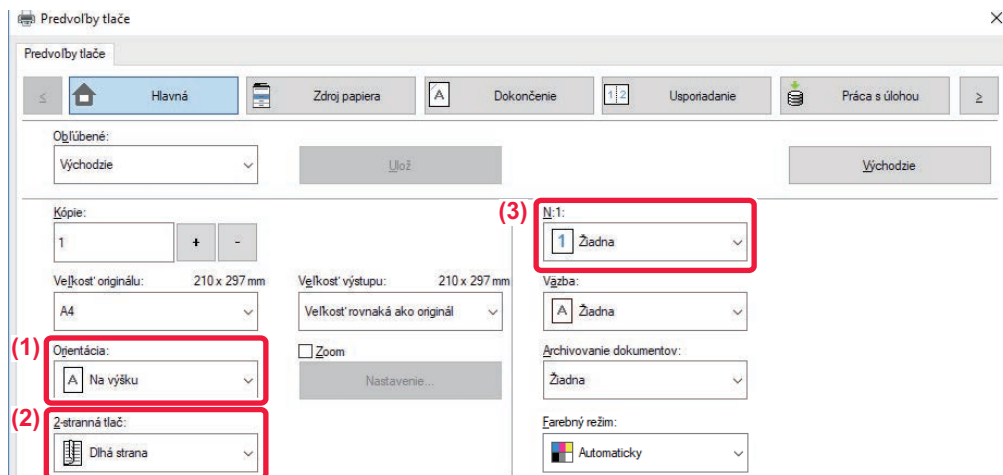 Predvoľby tlače
Predvoľby tlače
≤
Hlavná
Zdroj papiera
A
Dokončenie
1 2
Usporiadanie
Práca s úlohou
≥
Obľúbené:
Východzie
Ulož
Východzie
Kópie:
1
+
-
(3)
N:1:
1 Žiadna
Veľkosť originálu: 210 x 297 mm
A4
Veľkosť výstupu: 210 x 297 mm
Veľkosť rovnaká ako originál
Väzba:
A Žiadna
(1)
Orientácia:
A Na výšku
Zoom
Nastavenie...
Archivovanie dokumentov:
Žiadna
(2)
2-stranná tlač:
Dlhá strana
Farebný režim:
Automaticky